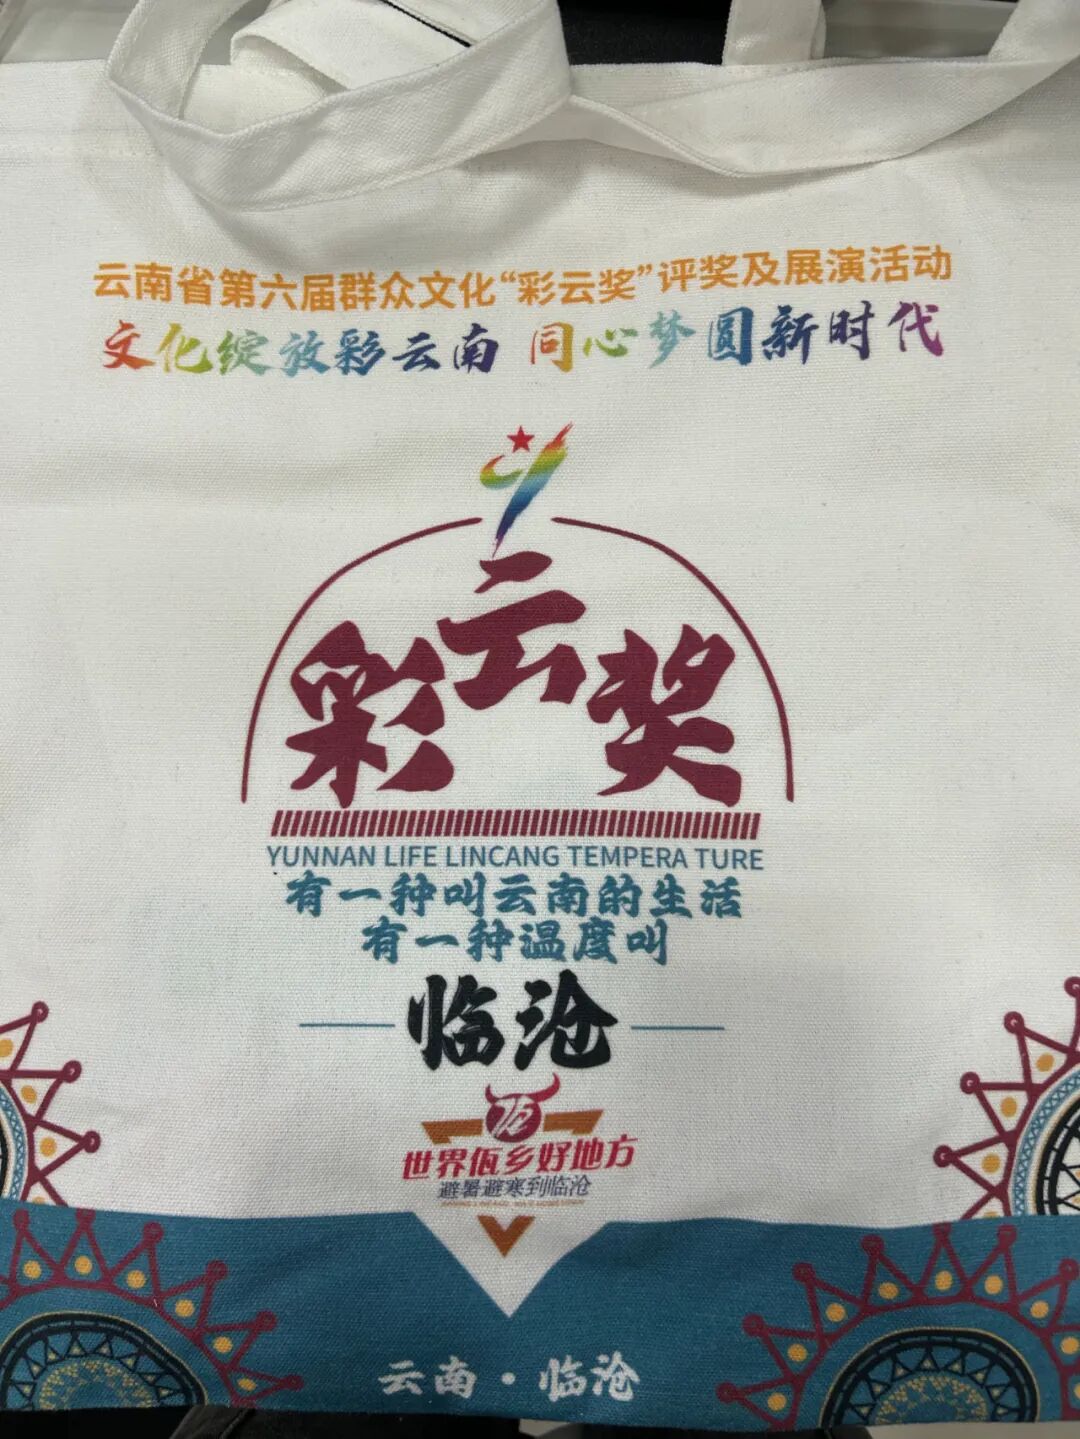 云南省第六届群众文化“彩云奖”评奖及展演活动
文化绽放彩云南 同心梦圆新时代
彩云奖
YUNNAN LIFE LINCANG TEMPERA TURE
有一种叫云南的生活
有一种温度叫
临沧
世界佤乡好地方
避暑避寒到临沧
云南·临沧